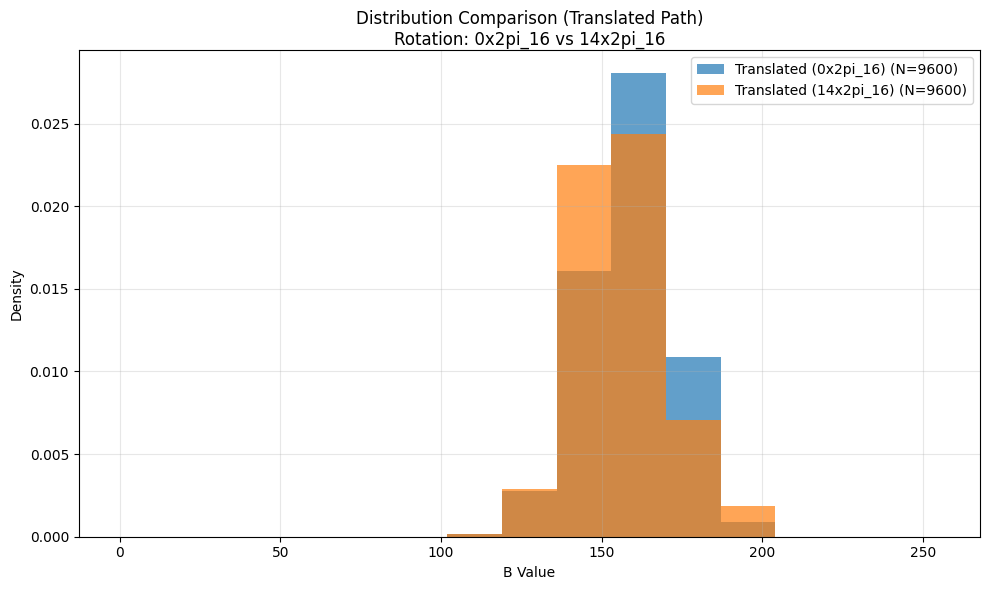 Distribution Comparison (Translated Path)
Rotation: 0x2pi_16 vs 14x2pi_16
Translated (0x2pi_16) (N=9600)
Translated (14x2pi_16) (N=9600)
0.025
0.020
0.015
0.010
0.005
0.000
Density
0 50 100 150 200 250
B Value